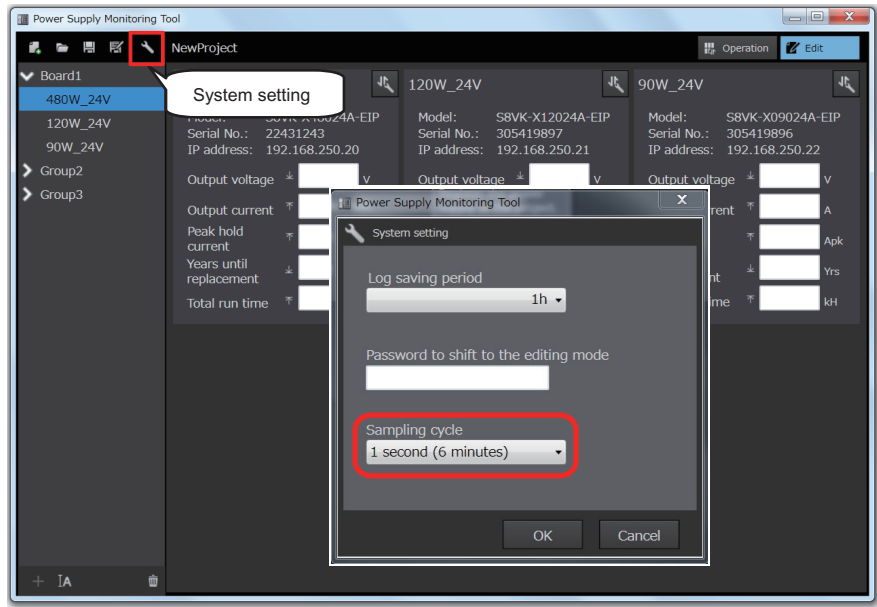 Power Supply Monitoring Tool
NewProject
Operation
Edit
System setting
Board1
480W_24V
120W_24V
90W_24V
Group2
Group3
Serial No.: 22431243
IP address: 192.168.250.20
Output voltage V
Output current
Peak hold
current
Years until
replacement
Total run time
120W_24V
Model: S8VK-X12024A-EIP
Serial No.: 305419897
IP address: 192.168.250.21
Output voltage V
90W_24V
Model: S8VK-X09024A-EIP
Serial No.: 305419896
IP address: 192.168.250.22
Output voltage V
A
Apk
Yrs
kH
Power Supply Monitoring Tool
X
System setting
Log saving period
1h
Password to shift to the editing mode
Sampling cycle
1 second (6 minutes)
OK
Cancel
IA